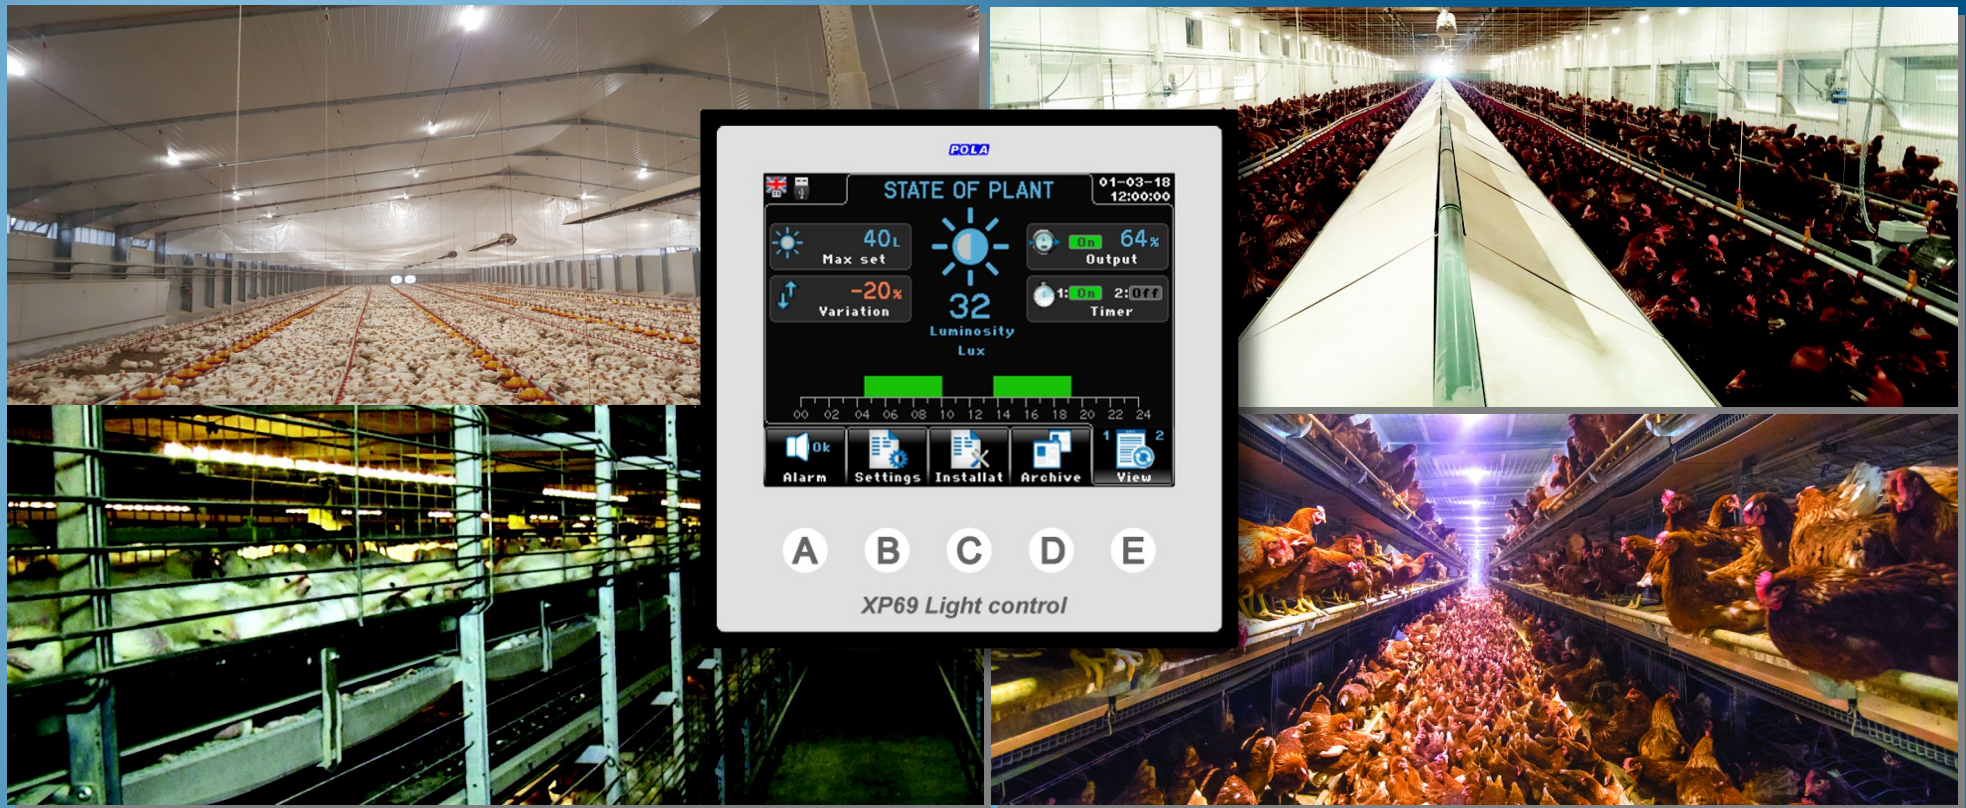 POLA
STATE OF PLANT
01-03-18
12:00:00
40L
Max set
On 64%
Output
-20%
Variation
1:On 2:Off
Timer
32
Luminosity
Lux
00 02 04 06 08 10 12 14 16 18 20 22 24
Ok
1 2
Alarm Settings Installat Archive View
A B C D E
XP69 Light control